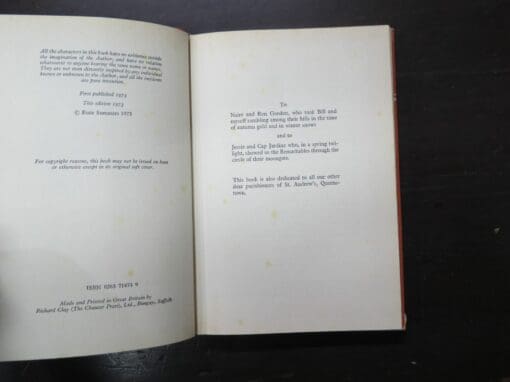 All the characters in this book have no existence outside
the imagination of the Author, and have no relation
whatsoever to anyone bearing the same name or names.
They are not even distantly inspired by any individual
known or unknown to the Author, and all the incidents
are pure invention.
First published 1973
This edition 1973
© Essie Summers 1973
For copyright reasons, this book may not be issued on loan
or otherwise except in its original soft cover.
ISBN 0263 71474 9
Made and Printed in Great Britain by
Richard Clay (The Chaucer Press), Ltd., Bungay, Suffolk
To
Nairn and Ron Gordon, who took Bill and
myself rambling among their hills in the time
of autumn gold and in winter snows
and to
Jessie and Cap Jardine who, in a spring twi-
light, showed us the Remarkables through the
circle of their moongate.
This book is also dedicated to all our other
dear parishioners of St. Andrew's, Queens-
town.